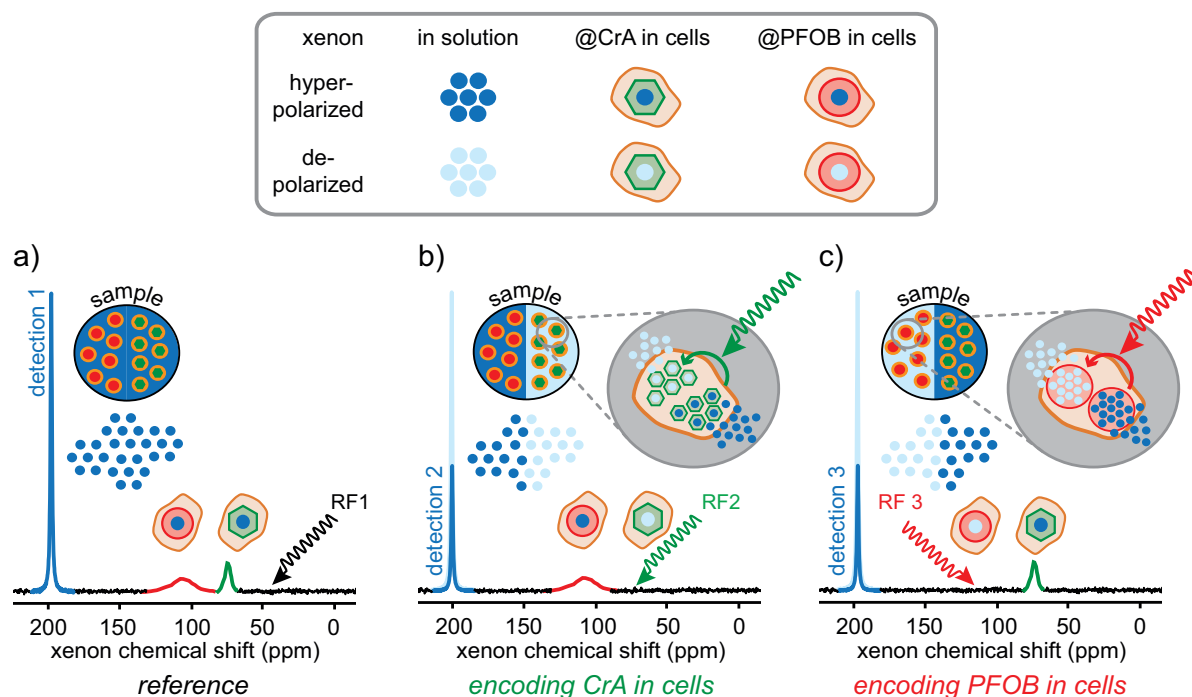 xenon in solution @CrA in cells @PFOB in cells
hyper-
polarized
de-
polarized
a)
sample
detection 1
RF1
200 150 100 50 0
xenon chemical shift (ppm)
reference
b)
sample
detection 2
RF2
200 150 100 50 0
xenon chemical shift (ppm)
encoding CrA in cells
c)
sample
detection 3
RF 3
200 150 100 50 0
xenon chemical shift (ppm)
encoding PFOB in cells